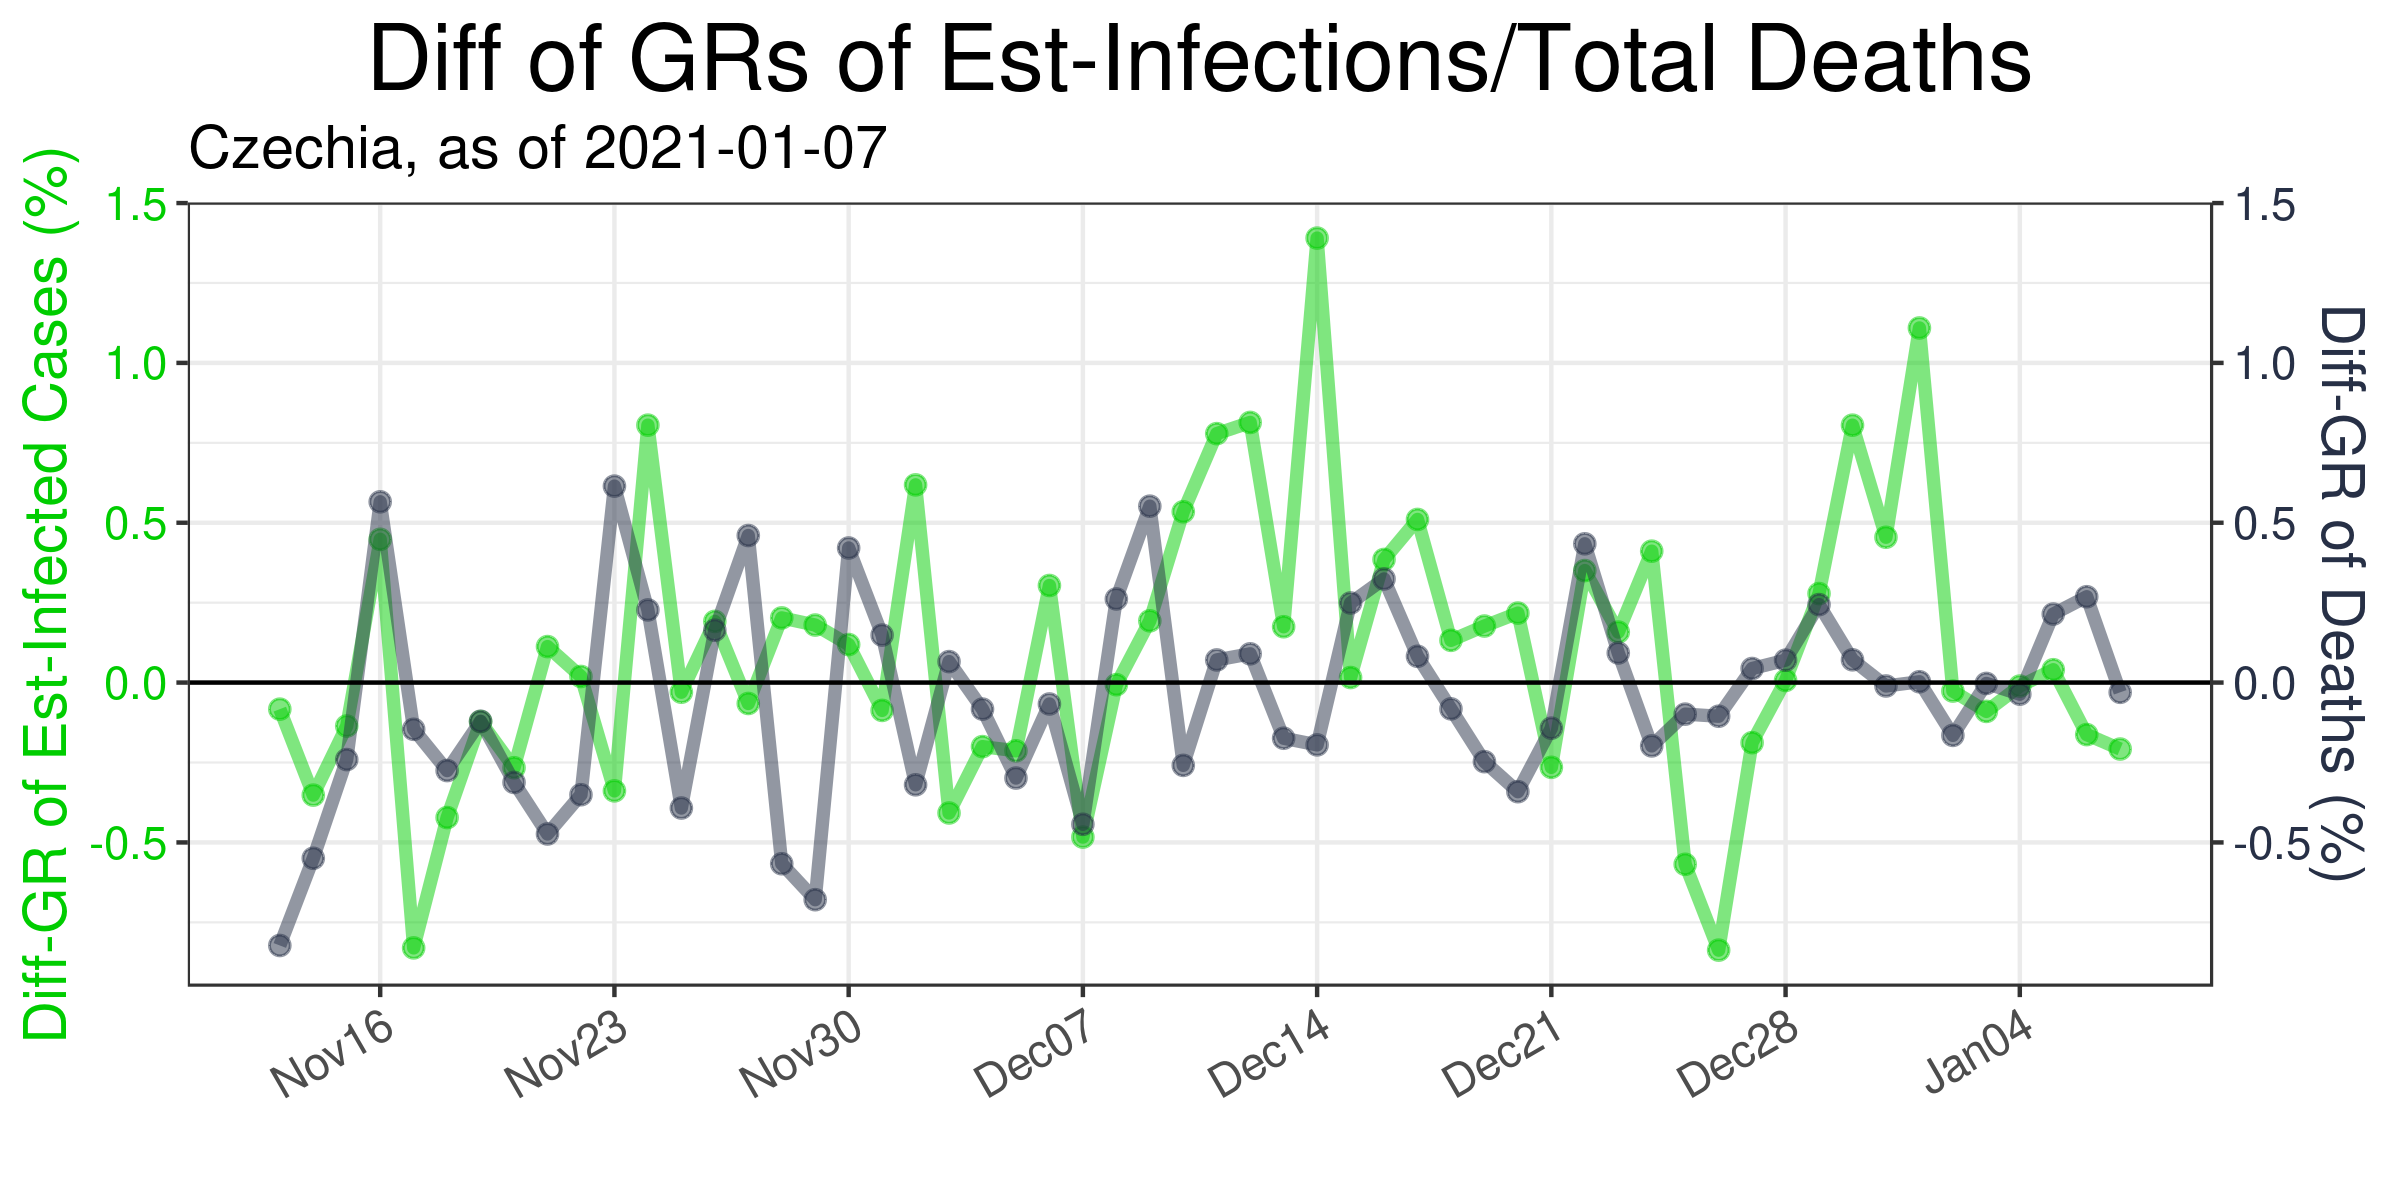 Diff of GRs of Est-Infections/Total Deaths
Czechia, as of 2021-01-07
Diff-GR of Est-Infected Cases (%)
1.5
1.0
0.5
0.0
-0.5
1.5
1.0
0.5
0.0
-0.5
Diff-GR of Deaths (%)
Nov16
Nov23
Nov30
Dec07
Dec14
Dec21
Dec28
Jan04